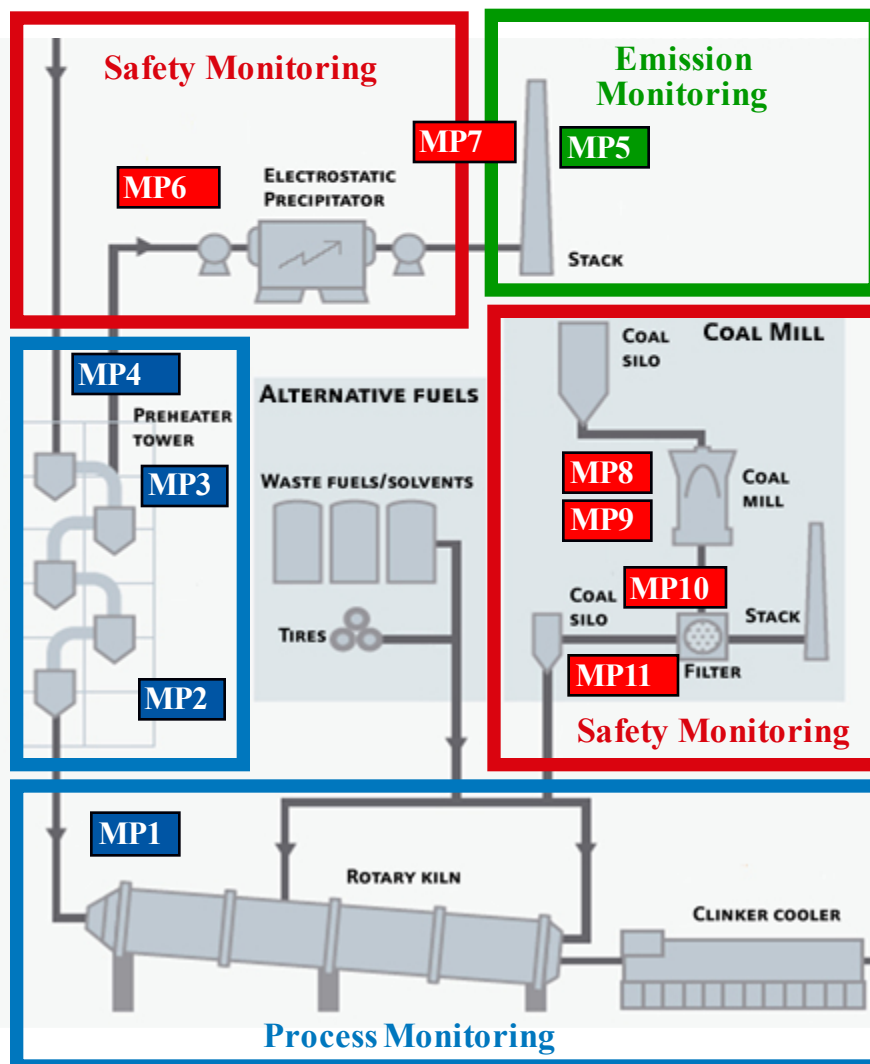 Safety Monitoring
Emission
Monitoring
MP7
MP5
MP6
ELECTROSTATIC
PRECIPITATOR
STACK
MP4
PREHEATER
TOWER
MP3
MP2
ALTERNATIVE FUELS
WASTE FUELS/SOLVENTS
TIRES
COAL
SILO
COAL MILL
MP8
MP9
COAL
MILL
MP10
COAL
SILO
STACK
MP11
FILTER
Safety Monitoring
MP1
ROTARY KILN
CLINKER COOLER
Process Monitoring